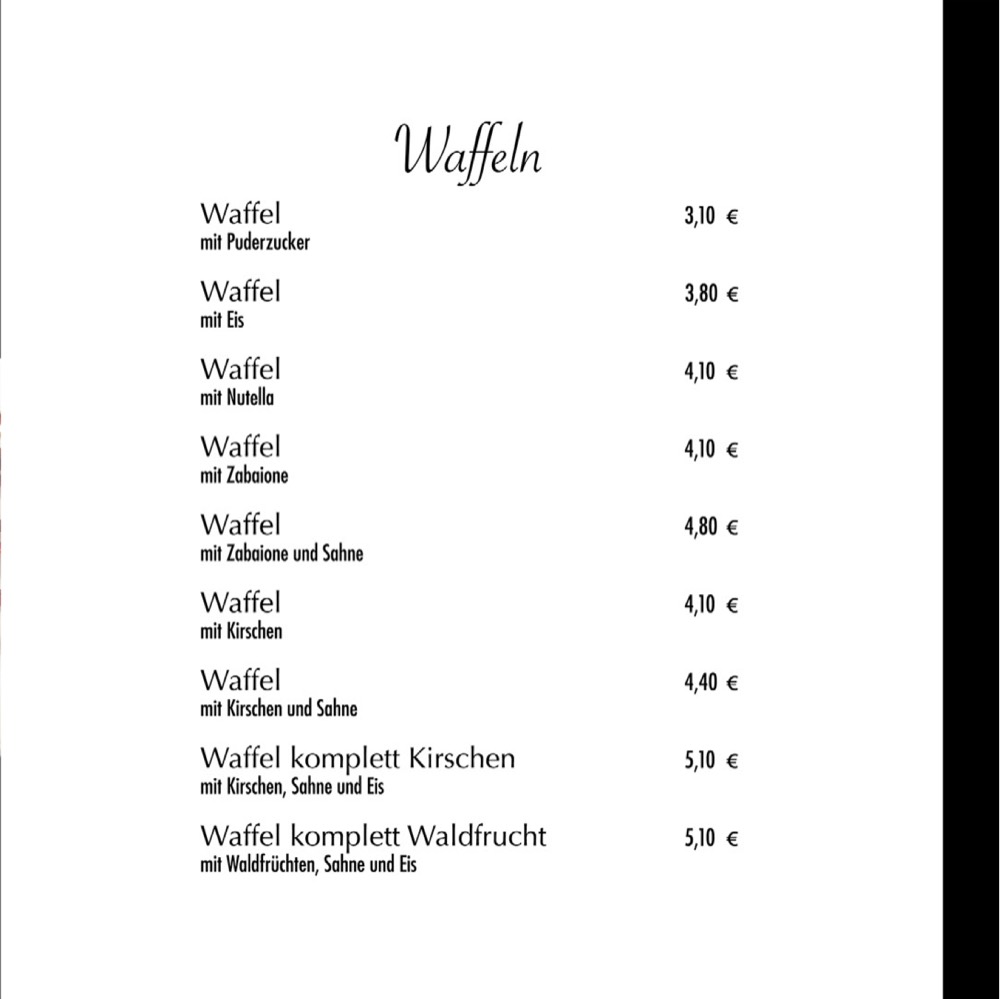 Waffeln
Waffel 3,10 €
mit Puderzucker
Waffel 3,80 €
mit Eis
Waffel 4,10 €
mit Nutella
Waffel 4,10 €
mit Zabaione
Waffel 4,80 €
mit Zabaione und Sahne
Waffel 4,10 €
mit Kirschen
Waffel 4,40 €
mit Kirschen und Sahne
Waffel komplett Kirschen 5,10 €
mit Kirschen, Sahne und Eis
Waffel komplett Waldfrucht 5,10 €
mit Waldfrüchten, Sahne und Eis